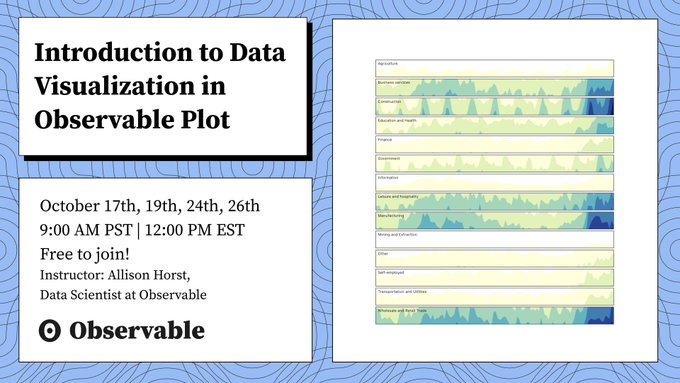 Introduction to Data
Visualization in
Observable Plot
October 17th, 19th, 24th, 26th
9:00 AM PST | 12:00 PM EST
Free to join!
Instructor: Allison Horst,
Data Scientist at Observable
Observable
Agriculture
Business services
Construction
Education and Health
Finance
Government
Information
Leisure and hospitality
Manufacturing
Mining and Extraction
Other
Self-employed
Transportation and Utilities
Wholesale and Retail Trade